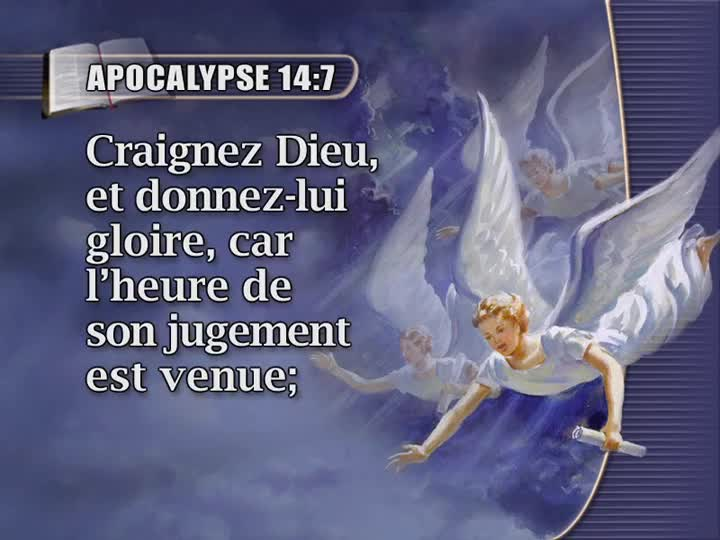 APOCALYPSE 14:7
Craignez Dieu,
et donnez-lui
gloire, car
l’heure de
son jugement
est venue;